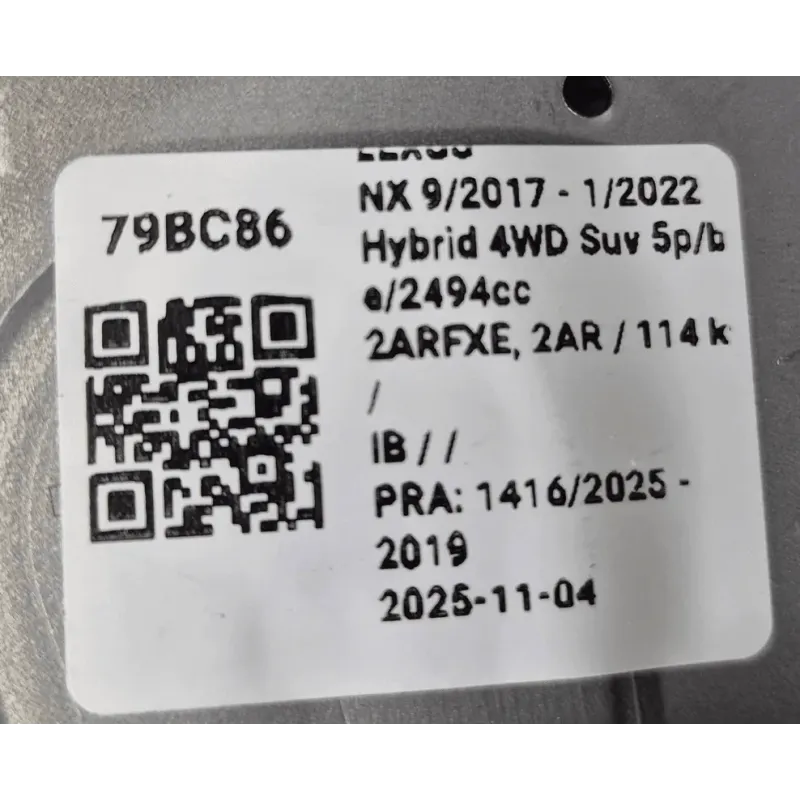 79BC86
LEXUS
NX 9/2017 - 1/2022
Hybrid 4WD Suv 5p/b
e/2494cc
2ARFXE, 2AR / 114 k
/
IB / /
PRA: 1416/2025 -
2019
2025-11-04